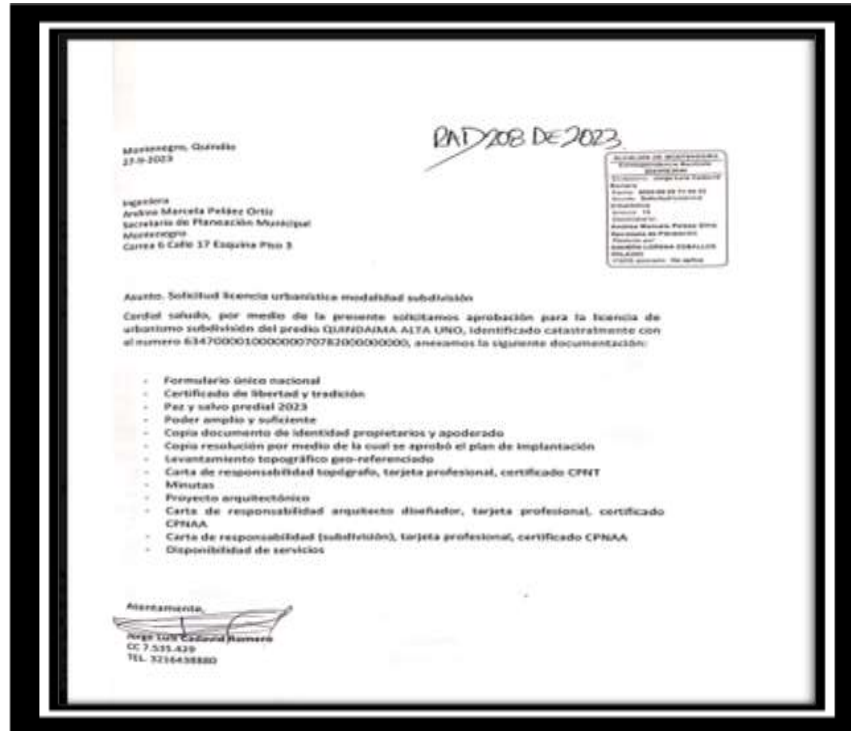 RAD 208 DE 2023
Montenegro, Quindío
27-9-2023
Ingeniera
Andrea Marcela Peláez Ortiz
Secretario de Planeación Municipal
Montenegro
Carrea 6 Calle 17 Esquina Piso 3
Asunto. Solicitud licencia urbanística modalidad subdivisión
Cordial saludo, por medio de la presente solicitamos aprobación para la licencia de
urbanismo subdivisión del predio QUINDAIMA ALTA UNO, identificado catastralmente con
el numero, anexamos la siguiente documentación:
- Formulario único nacional
- Certificado de libertad y tradición
- Paz y salvo predial 2023
- Poder amplio y suficiente
- Copia documento de identidad propietarios y apoderado
- Copia resolución por medio de la cual se aprobó el plan de implantación
- Levantamiento topográfico geo-referenciado
- Carta de responsabilidad topógrafo, tarjeta profesional, certificado CPNT
- Minutas
- Proyecto arquitectónico
- Carta de responsabilidad arquitecto diseñador, tarjeta profesional, certificado
CPNAA
- Carta de responsabilidad (subdivisión), tarjeta profesional, certificado CPNAA
- Disponibilidad de servicios
Atentamente,
Jorge Luis Cadavid Romero
CC 7.535.429
TEL. 3216438880